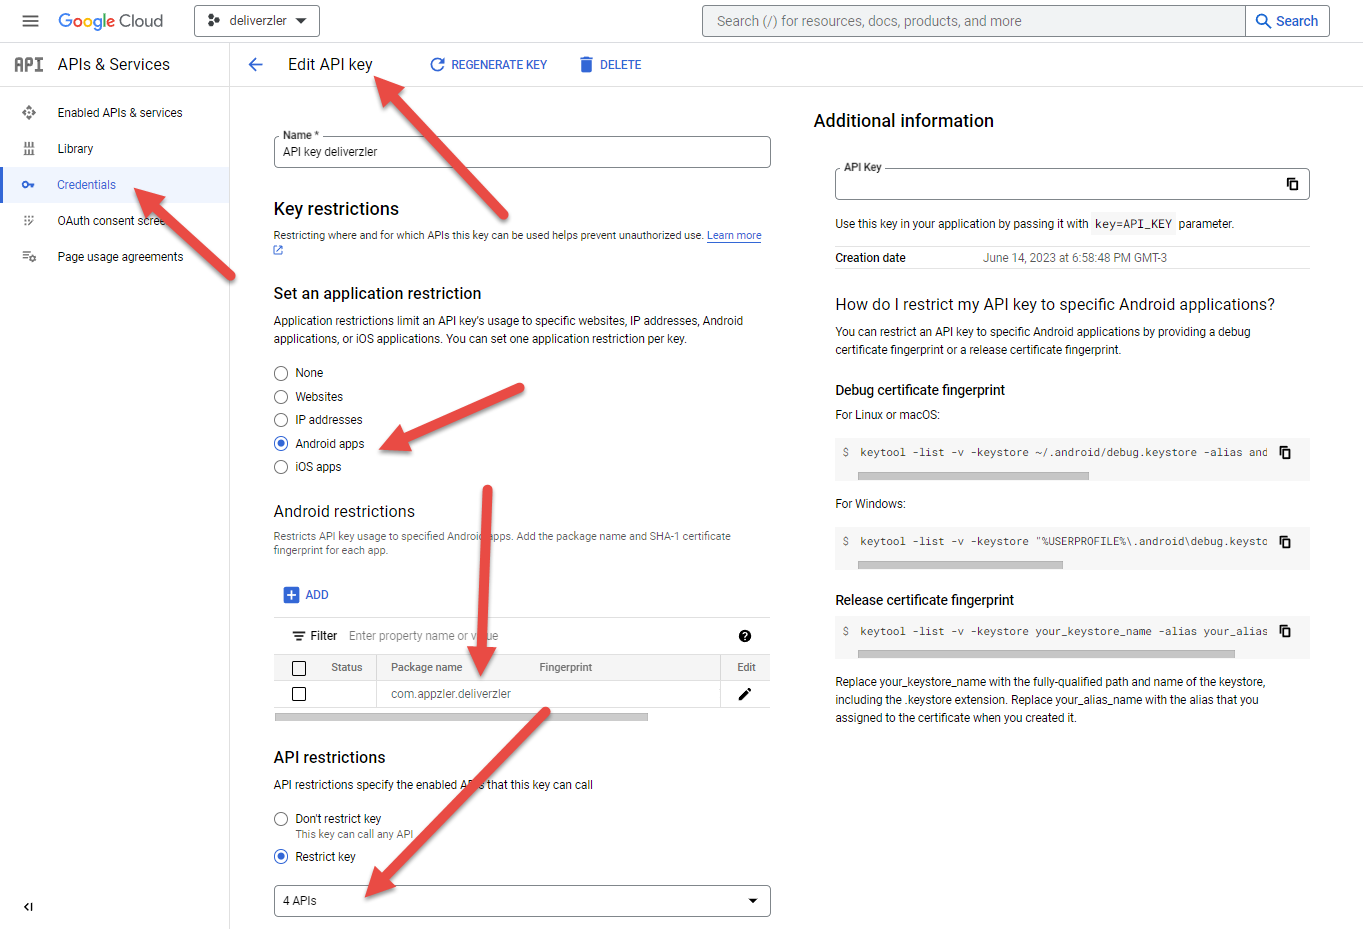 Google Cloud
deliverzler
Search (/) for resources, docs, products, and more
Search
API APIs & Services
Edit API key
REGENERATE KEY
DELETE
Enabled APIs & services
Library
Credentials
OAuth consent scree
Page usage agreements
Name *
API key deliverzler
Key restrictions
Restricting where and for which APIs this key can be used helps prevent unauthorized use. Learn more
Set an application restriction
Application restrictions limit an API key's usage to specific websites, IP addresses, Android
applications, or iOS applications. You can set one application restriction per key.
None
Websites
IP addresses
Android apps
iOS apps
Android restrictions
Restricts API key usage to specified Android apps. Add the package name and SHA-1 certificate
fingerprint for each app.
ADD
Filter Enter property name or value
Status Package name Fingerprint Edit
com.appzler.deliverzler
API restrictions
API restrictions specify the enabled APIs that this key can call
Don't restrict key
This key can call any API
Restrict key
4 APIs
Additional information
API Key
Use this key in your application by passing it with key=API_KEY parameter.
Creation date June 14, 2023 at 6:58:48 PM GMT-3
How do I restrict my API key to specific Android applications?
You can restrict an API key to specific Android applications by providing a debug
certificate fingerprint or a release certificate fingerprint.
Debug certificate fingerprint
For Linux or macOS:
$ keytool -list -v -keystore ~/.android/debug.keystore -alias and
For Windows:
$ keytool -list -v -keystore "%USERPROFILE%\.android\debug.keysto
Release certificate fingerprint
$ keytool -list -v -keystore your_keystore_name -alias your_alias
Replace your_keystore_name with the fully-qualified path and name of the keystore,
including the .keystore extension. Replace your_alias_name with the alias that you
assigned to the certificate when you created it.